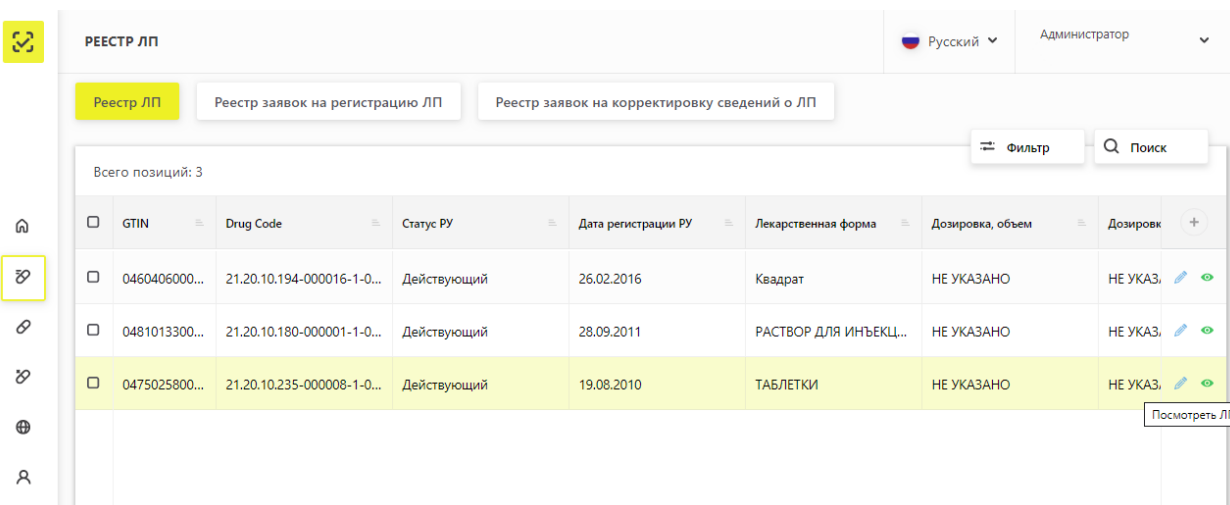 РЕЕСТР ЛП Русский Администратор
Реестр ЛП Реестр заявок на регистрацию ЛП Реестр заявок на корректировку сведений о ЛП
Фильтр Поиск
Всего позиций: 3
GTIN Drug Code Статус РУ Дата регистрации РУ Лекарственная форма Дозировка, объем Дозировк
0460406000... 21.20.10.194-000016-1-0... Действующий 26.02.2016 Квадрат НЕ УКАЗАНО НЕ УКАЗА
0481013300... 21.20.10.180-000001-1-0... Действующий 28.09.2011 РАСТВОР ДЛЯ ИНЪЕКЦ... НЕ УКАЗАНО НЕ УКАЗА
0475025800... 21.20.10.235-000008-1-0... Действующий 19.08.2010 ТАБЛЕТКИ НЕ УКАЗАНО НЕ УКАЗА
Посмотреть ЛП